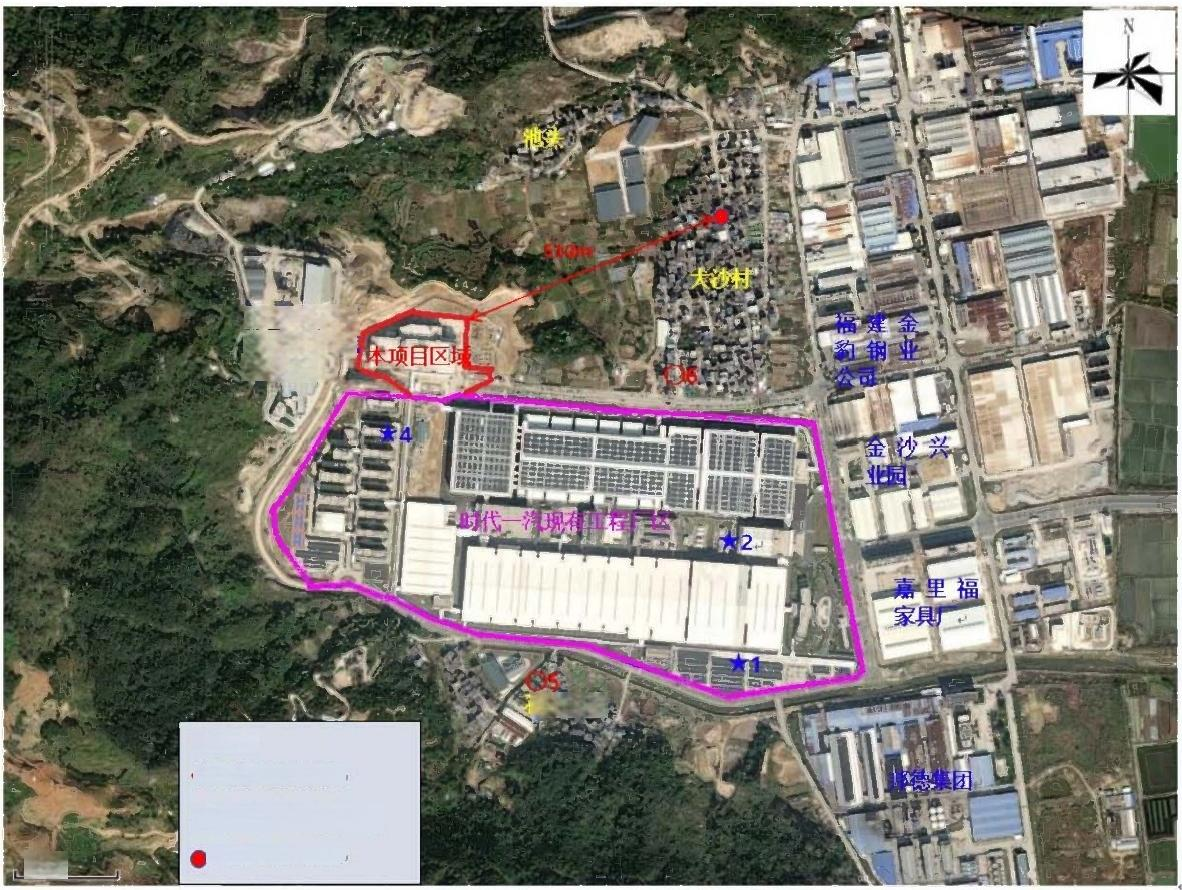 N
池头
510m
大沙村
福建金
豹钢业
公司
本项目区域
○6
★4
金沙兴
业园
时代一汽现有工程厂区
★2
嘉里福
家具厂
★1
○5
德集团